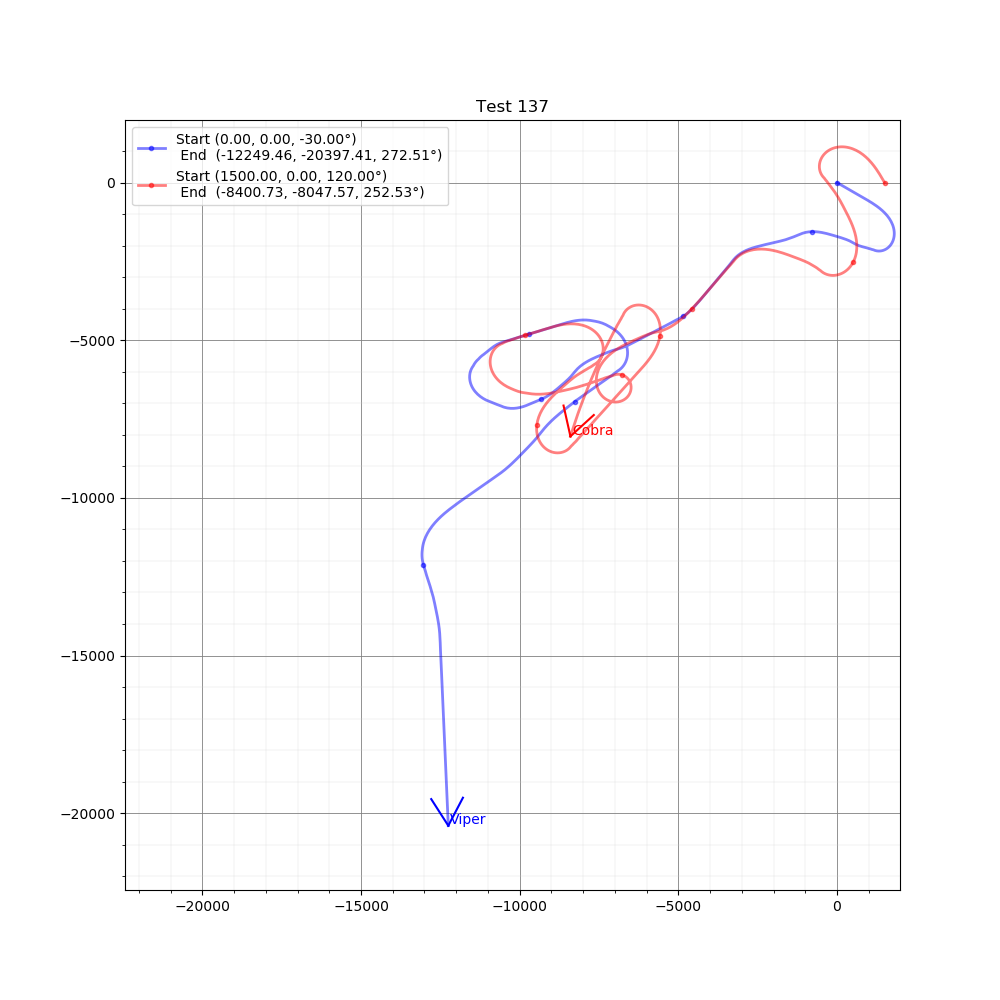 Test 137
Start (0.00, 0.00, -30.00°)
End (-12249.46, -20397.41, 272.51°)
Start (1500.00, 0.00, 120.00°)
End (-8400.73, -8047.57, 252.53°)
0
−5000
Cobra
−10000
−15000
−20000
Viper
−20000 −15000 −10000 −5000 0